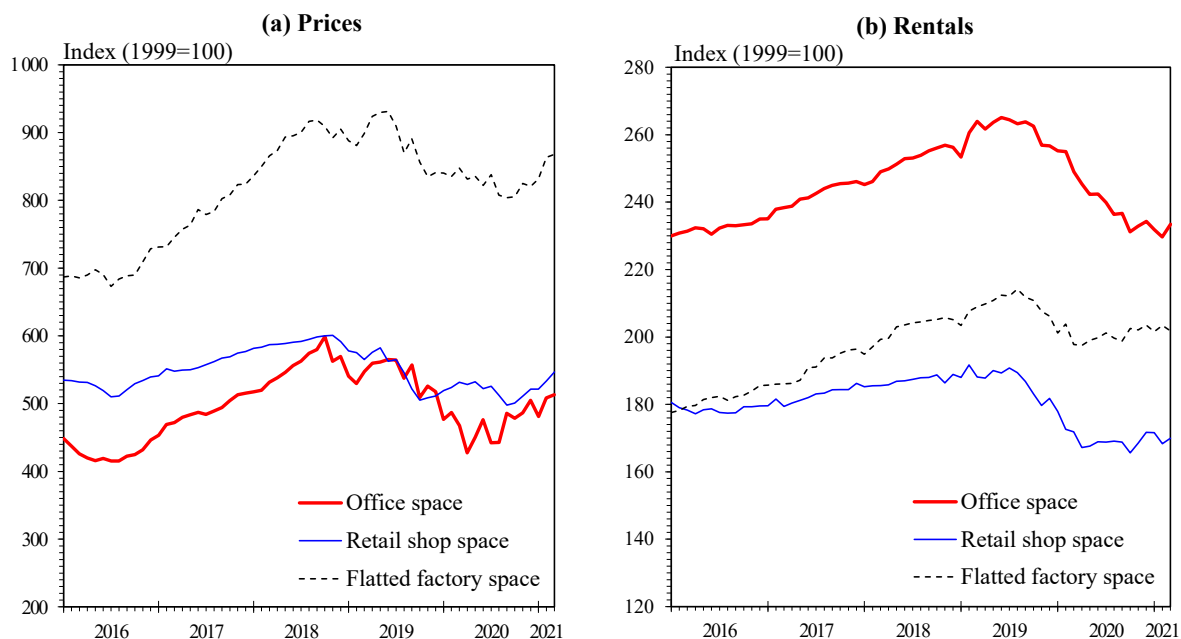 (a) Prices
Index (1999=100)
1 000
900
800
700
600
500
400
300
200
Office space
Retail shop space
Flatted factory space
2016 2017 2018 2019 2020 2021
(b) Rentals
Index (1999=100)
280
260
240
220
200
180
160
140
120
Office space
Retail shop space
Flatted factory space
2016 2017 2018 2019 2020 2021